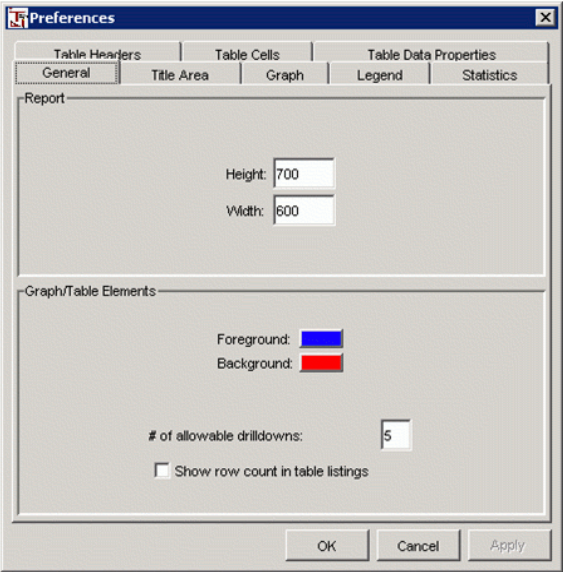 Preferences
Table Headers Table Cells Table Data Properties
General Title Area Graph Legend Statistics
Report
Height: 700
Width: 600
Graph/Table Elements
Foreground:
Background:
# of allowable drilldowns: 5
Show row count in table listings
OK Cancel Apply